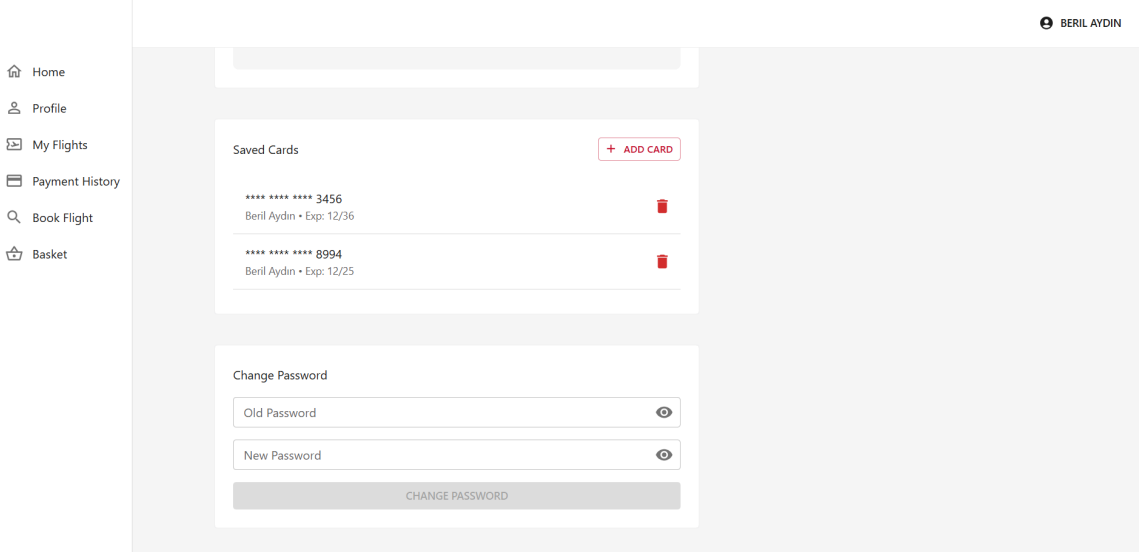 BERIL AYDIN
Home
Profile
My Flights
Payment History
Book Flight
Basket
Saved Cards
+ ADD CARD
**** **** **** 3456
Beril Aydın • Exp: 12/36
**** **** **** 8994
Beril Aydın • Exp: 12/25
Change Password
Old Password
New Password
CHANGE PASSWORD